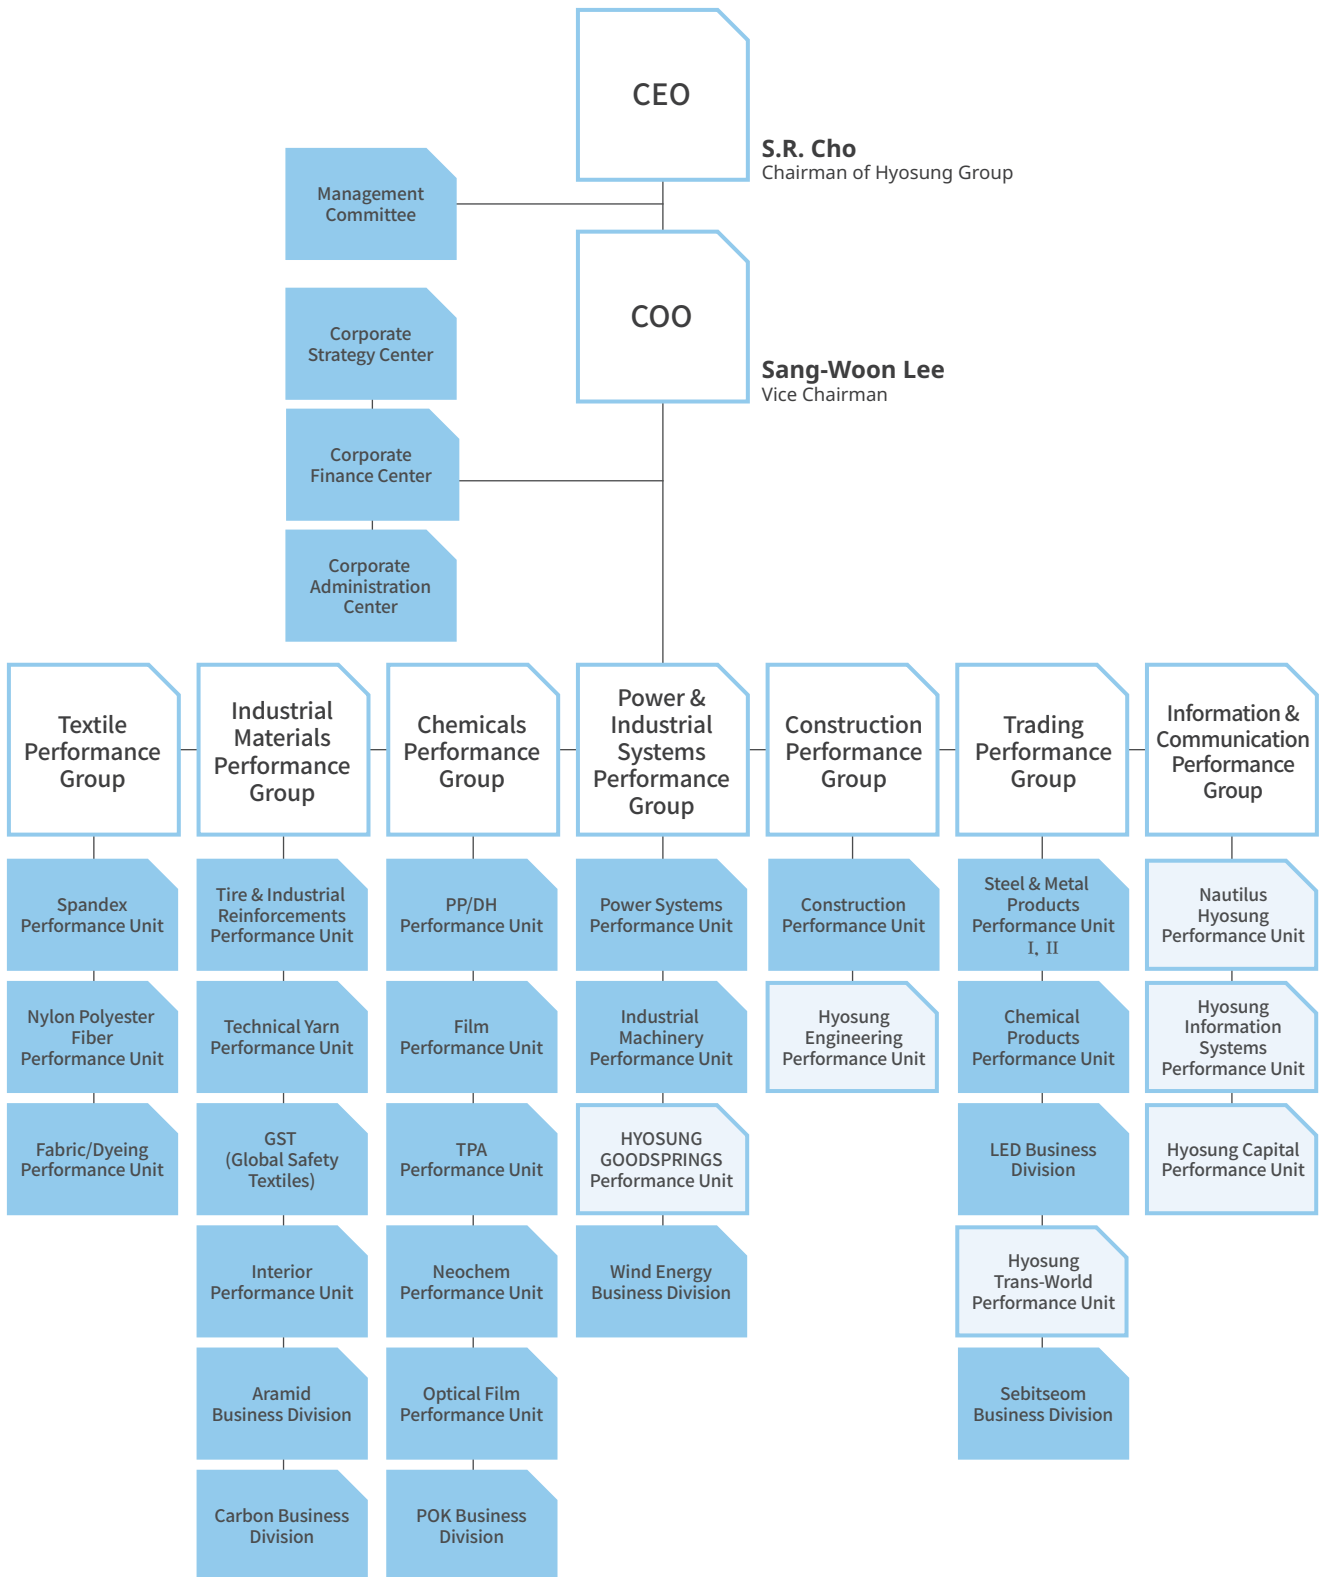 CEO
S.R. Cho
Chairman of Hyosung Group
Management
Committee
COO
Sang-Woon Lee
Vice Chairman
Corporate
Strategy Center
Corporate
Finance Center
Corporate
Administration
Center
Textile
Performance
Group
Industrial
Materials
Performance
Group
Chemicals
Performance
Group
Power &
Industrial
Systems
Performance
Group
Construction
Performance
Group
Trading
Performance
Group
Information &
Communication
Performance
Group
Spandex
Performance Unit
Nylon Polyester
Fiber
Performance Unit
Fabric/Dyeing
Performance Unit
Tire & Industrial
Reinforcements
Performance Unit
Technical Yarn
Performance Unit
GST
(Global Safety
Textiles)
Interior
Performance Unit
Aramid
Business Division
Carbon Business
Division
PP/DH
Performance Unit
Film
Performance Unit
TPA
Performance Unit
Neochem
Performance Unit
Optical Film
Performance Unit
POK Business
Division
Power Systems
Performance Unit
Industrial
Machinery
Performance Unit
HYOSUNG
GOODSPRINGS
Performance Unit
Wind Energy
Business Division
Construction
Performance Unit
Hyosung
Engineering
Performance Unit
Steel & Metal
Products
Performance Unit
Ⅰ, Ⅱ
Chemical
Products
Performance Unit
LED Business
Division
Hyosung
Trans-World
Performance Unit
Sebitseom
Business Division
Nautilus
Hyosung
Performance Unit
Hyosung
Information
Systems
Performance Unit
Hyosung Capital
Performance Unit